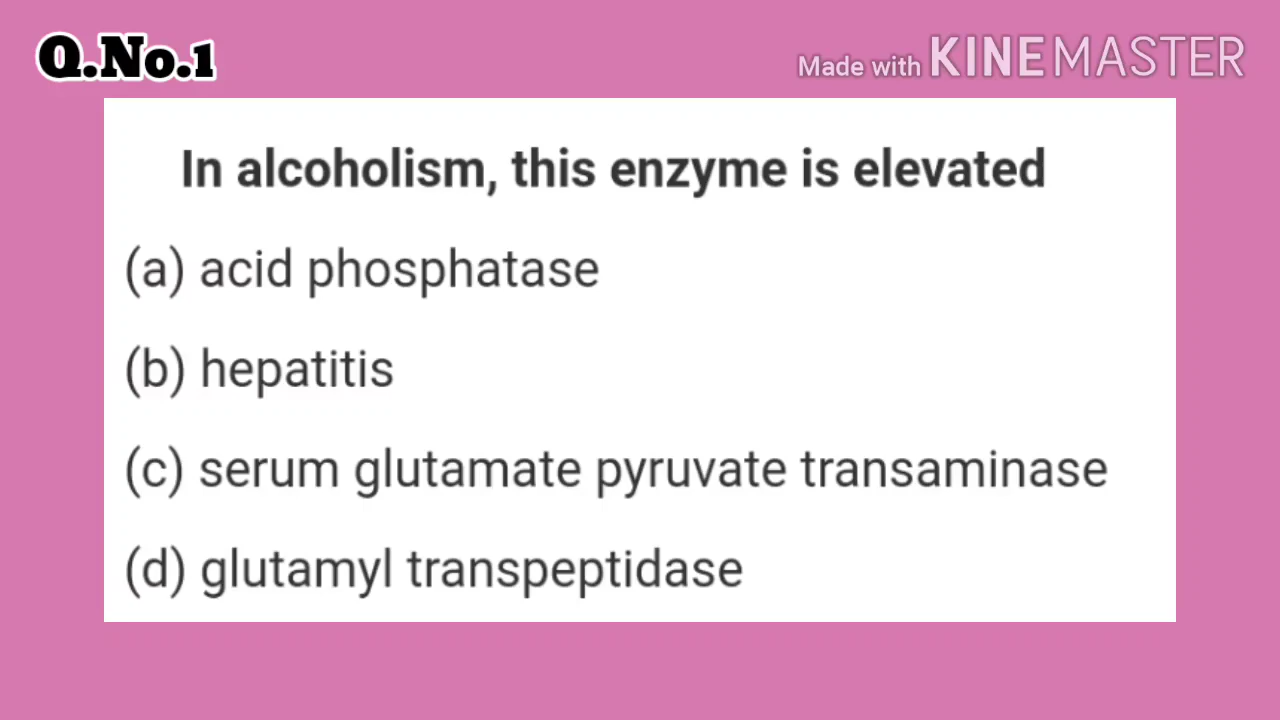 Q.No.1
Made with KINEMASTER
In alcoholism, this enzyme is elevated
(a) acid phosphatase
(b) hepatitis
(c) serum glutamate pyruvate transaminase
(d) glutamyl transpeptidase